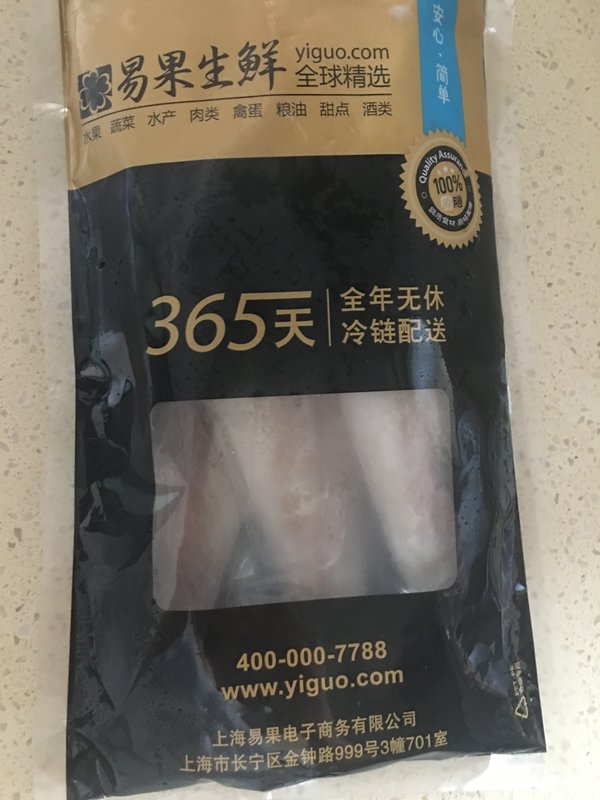 易果生鲜
yiguo.com
全球精选
水果 蔬菜 水产 肉类 禽蛋 粮油 甜点 酒类
安心·简单
Quality Assurance
100%
365天
全年无休
冷链配送
400-000-7788
www.yiguo.com
上海易果电子商务有限公司
上海市长宁区金钟路999号3幢701室